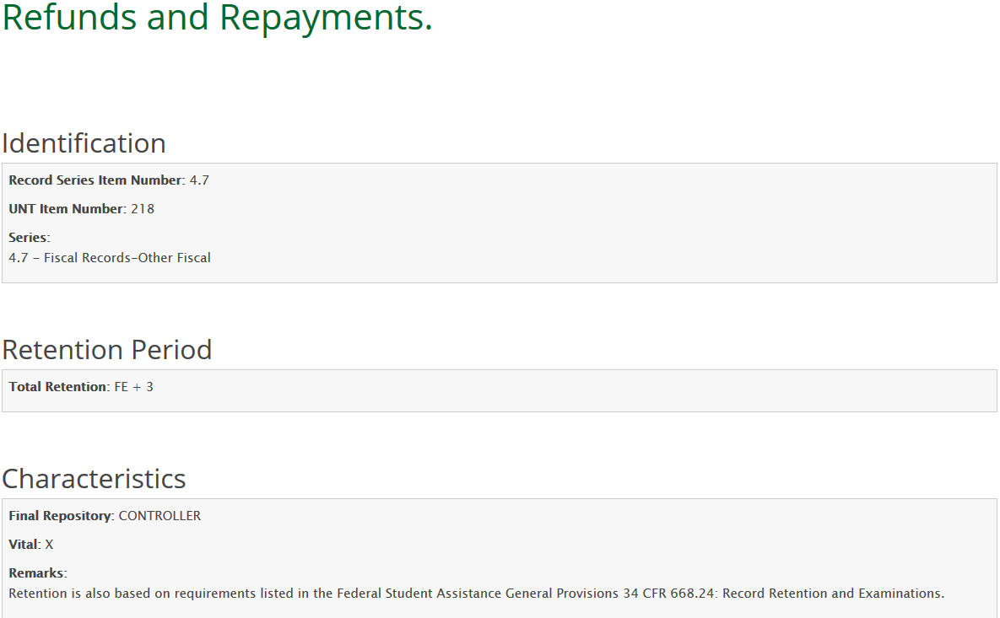 Refunds and Repayments.
Identification
Record Series Item Number: 4.7
UNT Item Number: 218
Series:
4.7 - Fiscal Records-Other Fiscal
Retention Period
Total Retention: FE + 3
Characteristics
Final Repository: CONTROLLER
Vital: X
Remarks:
Retention is also based on requirements listed in the Federal Student Assistance General Provisions 34 CFR 668.24: Record Retention and Examinations.